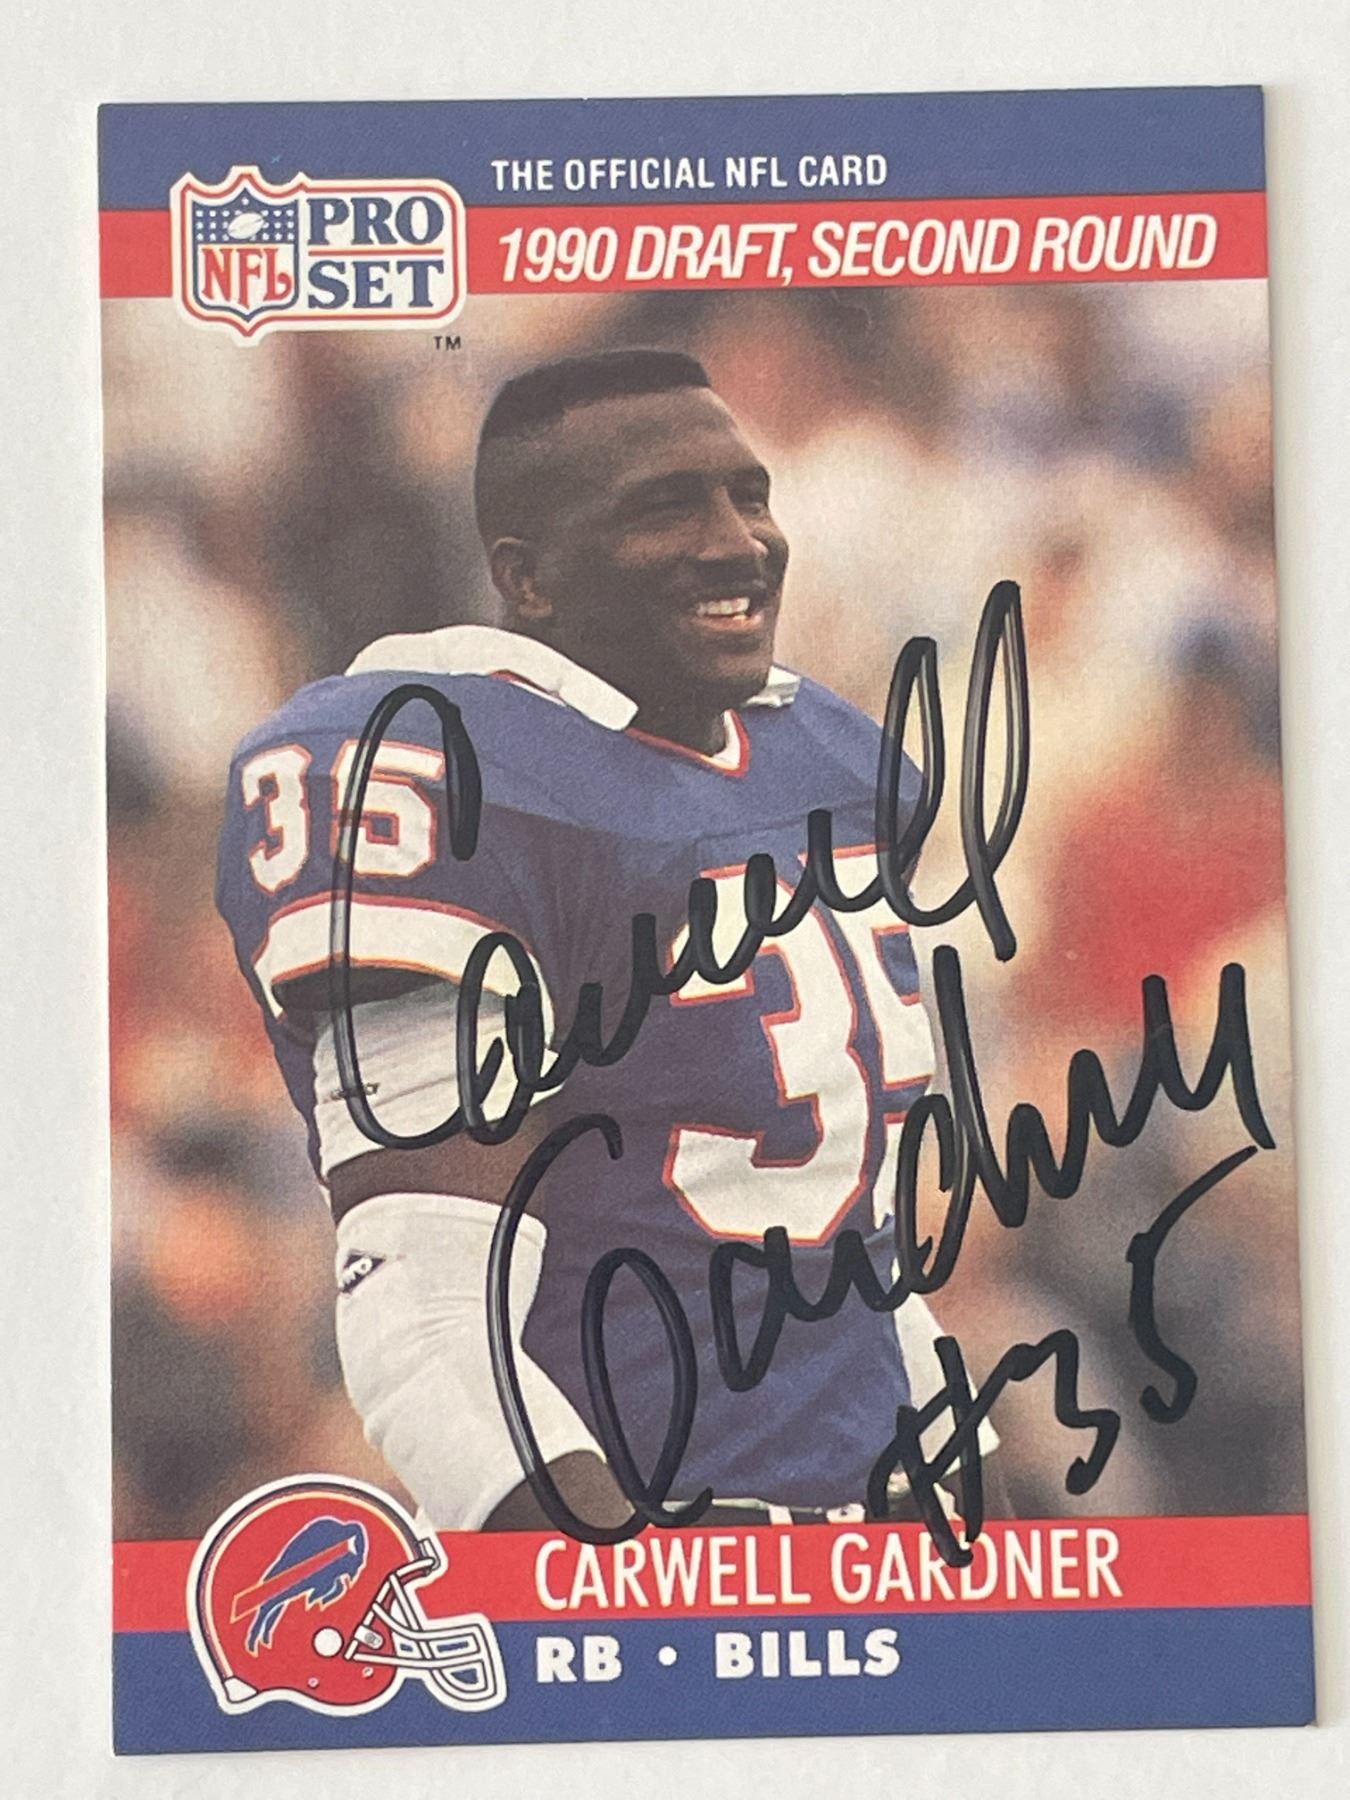 THE OFFICIAL NFL CARD
NFL PRO SET
1990 DRAFT, SECOND ROUND
TM
35
35
Carwell
Gardner
#35
CARWELL GARDNER
RB • BILLS